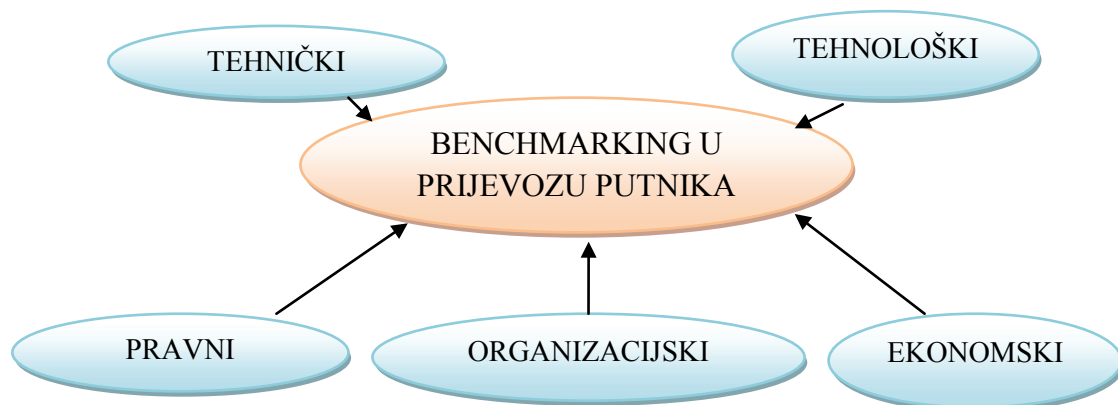 TEHNIČKI
TEHNOLOŠKI
BENCHMARKING U
PRIJEVOZU PUTNIKA
PRAVNI
ORGANIZACIJSKI
EKONOMSKI